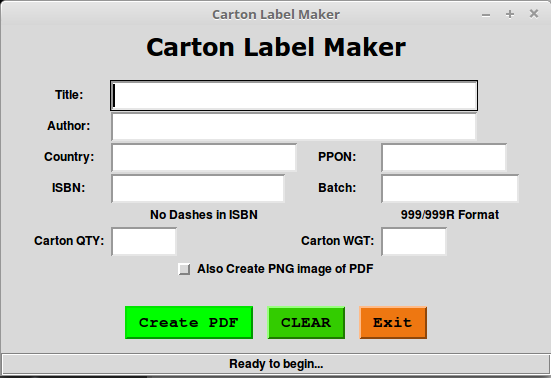 Carton Label Maker
Carton Label Maker
Title:
Author:
Country: PPON:
ISBN: Batch:
No Dashes in ISBN 999/999R Format
Carton QTY: Carton WGT:
Also Create PNG image of PDF
Create PDF CLEAR Exit
Ready to begin...